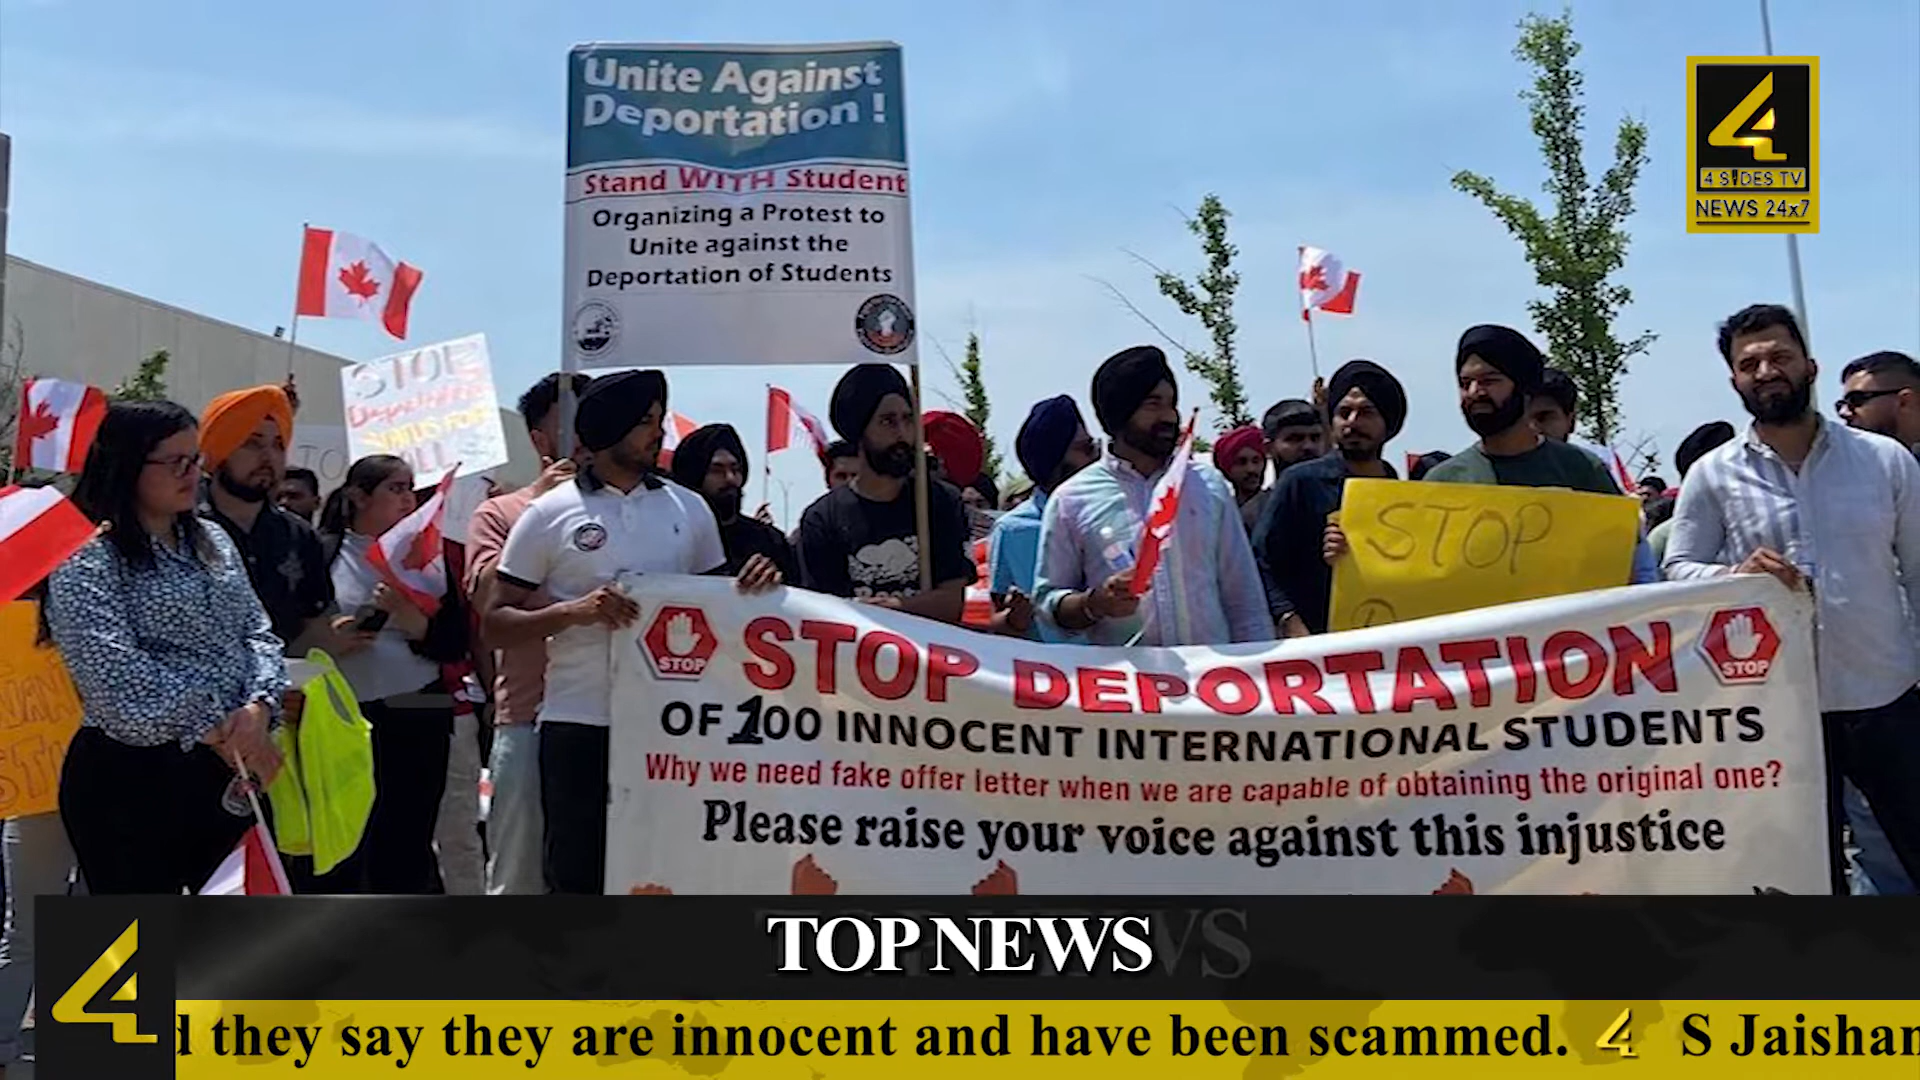 Unite Against
Deportation !
Stand WITH Student
Organizing a Protest to
Unite against the
Deportation of Students
4 SIDES TV
NEWS 24x7
STOP
STOP
STOP
STOP
STOP DEPORTATION
OF 100 INNOCENT INTERNATIONAL STUDENTS
Why we need fake offer letter when we are capable of obtaining the original one?
Please raise your voice against this injustice
TOP NEWS
they say they are innocent and have been scammed. 4 S Jaishan